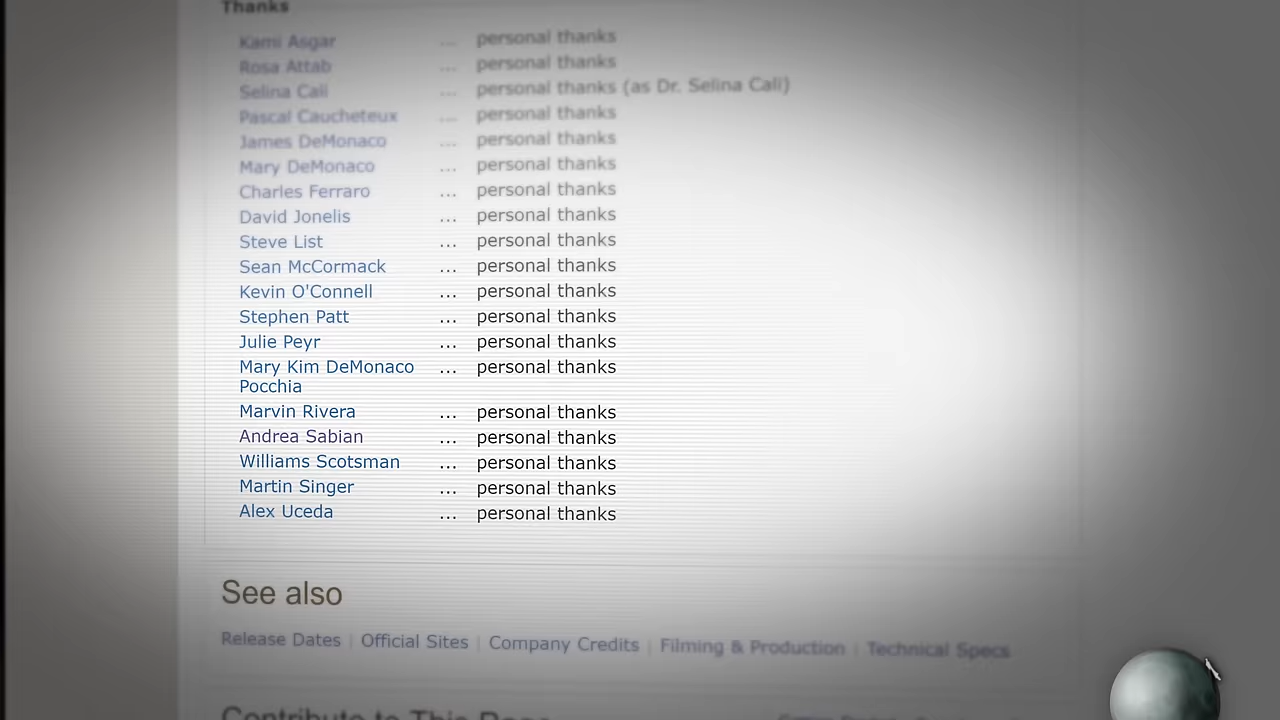 Thanks
Kami Asgar ... personal thanks
Rosa Attab ... personal thanks
Selina Cali ... personal thanks (as Dr. Selina Cali)
Pascal Caucheteux ... personal thanks
James DeMonaco ... personal thanks
Mary DeMonaco ... personal thanks
Charles Ferraro ... personal thanks
David Jonelis ... personal thanks
Steve List ... personal thanks
Sean McCormack ... personal thanks
Kevin O'Connell ... personal thanks
Stephen Patt ... personal thanks
Julie Peyr ... personal thanks
Mary Kim DeMonaco ... personal thanks
Pocchia
Marvin Rivera ... personal thanks
Andrea Sabian ... personal thanks
Williams Scotsman ... personal thanks
Martin Singer ... personal thanks
Alex Uceda ... personal thanks
See also
Release Dates | Official Sites | Company Credits | Filming & Production | Technical Specs
Contribute to This Page